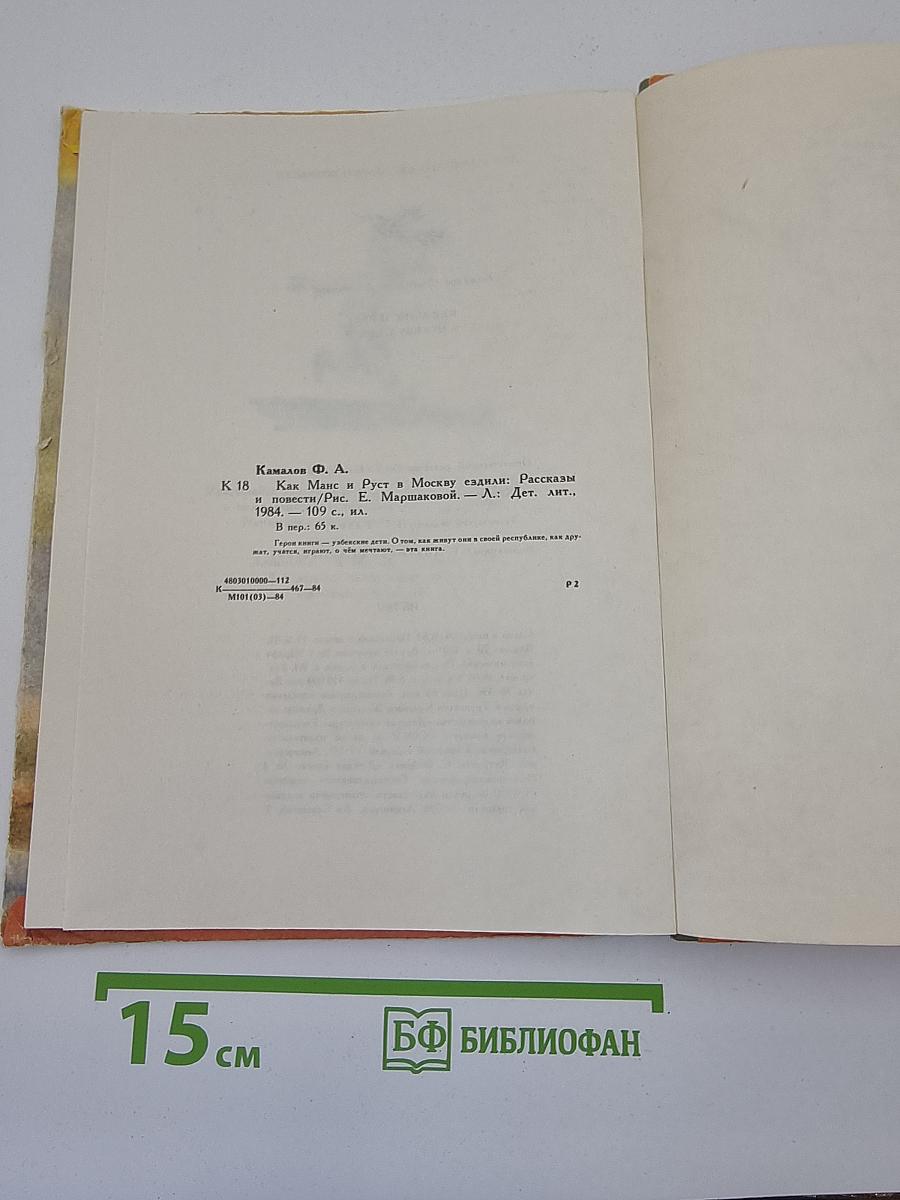 Камалов Ф. А.
К 18 Как Манс и Руст в Москву ездили: Рассказы
и повести/Рис. Е. Маршаковой. — Л.: Дет. лит.,
1984. — 109 с., ил.
В пер.: 65 к.
Герои книги — узбекские дети. О том, как живут они в своей республике, как дру-
жат, учатся, играют, о чём мечтают, — эта книга.
4803010000—112
К————467—84
М101(03)—84
Р 2
15 см
БФ БИБЛИОФАН